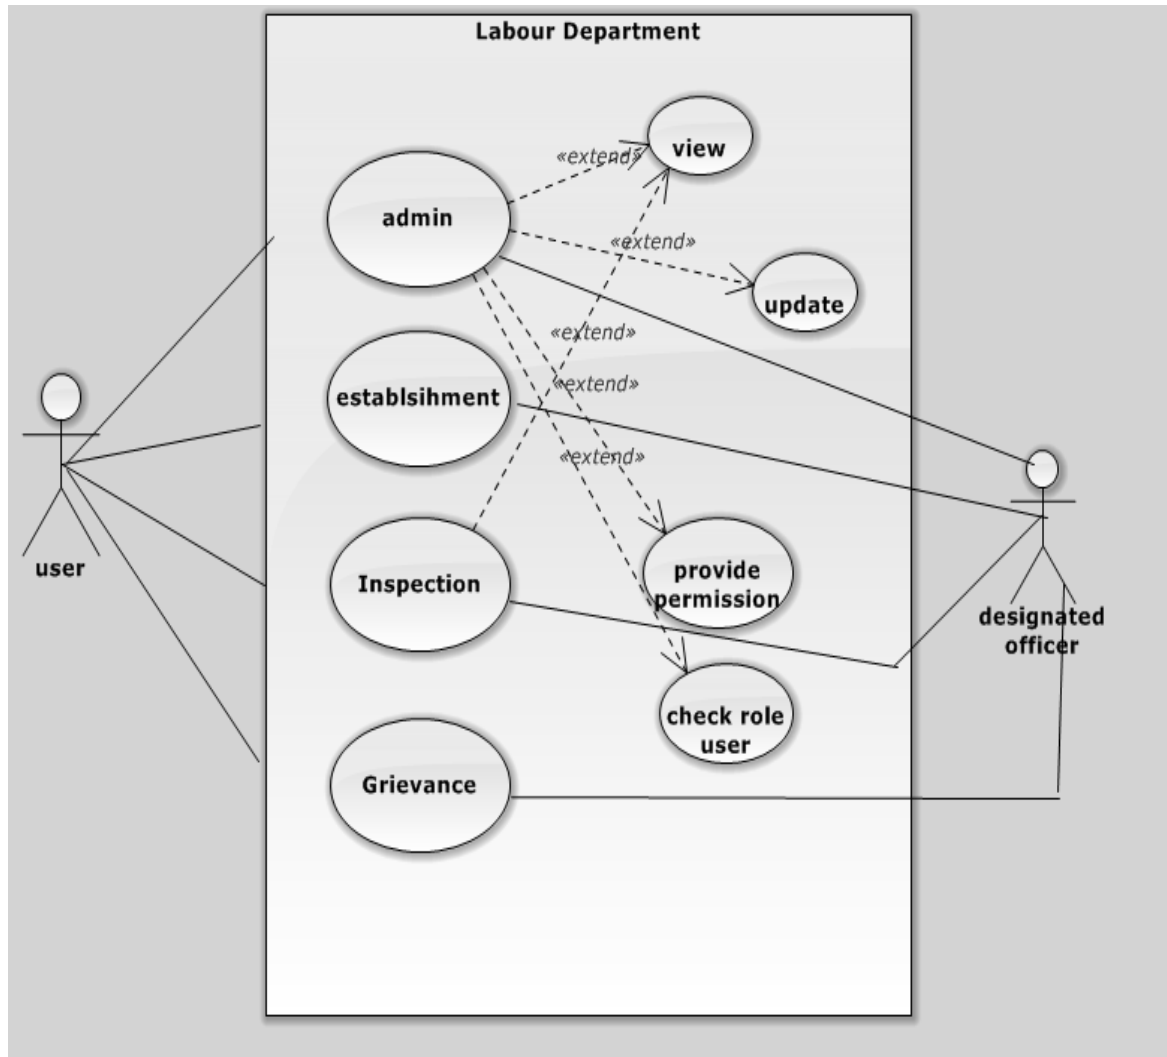 Labour Department
«extend»
view
admin
«extend»
update
«extend»
«extend»
establsihment
«extend»
user
Inspection
provide
permission
designated
officer
check role
user
Grievance